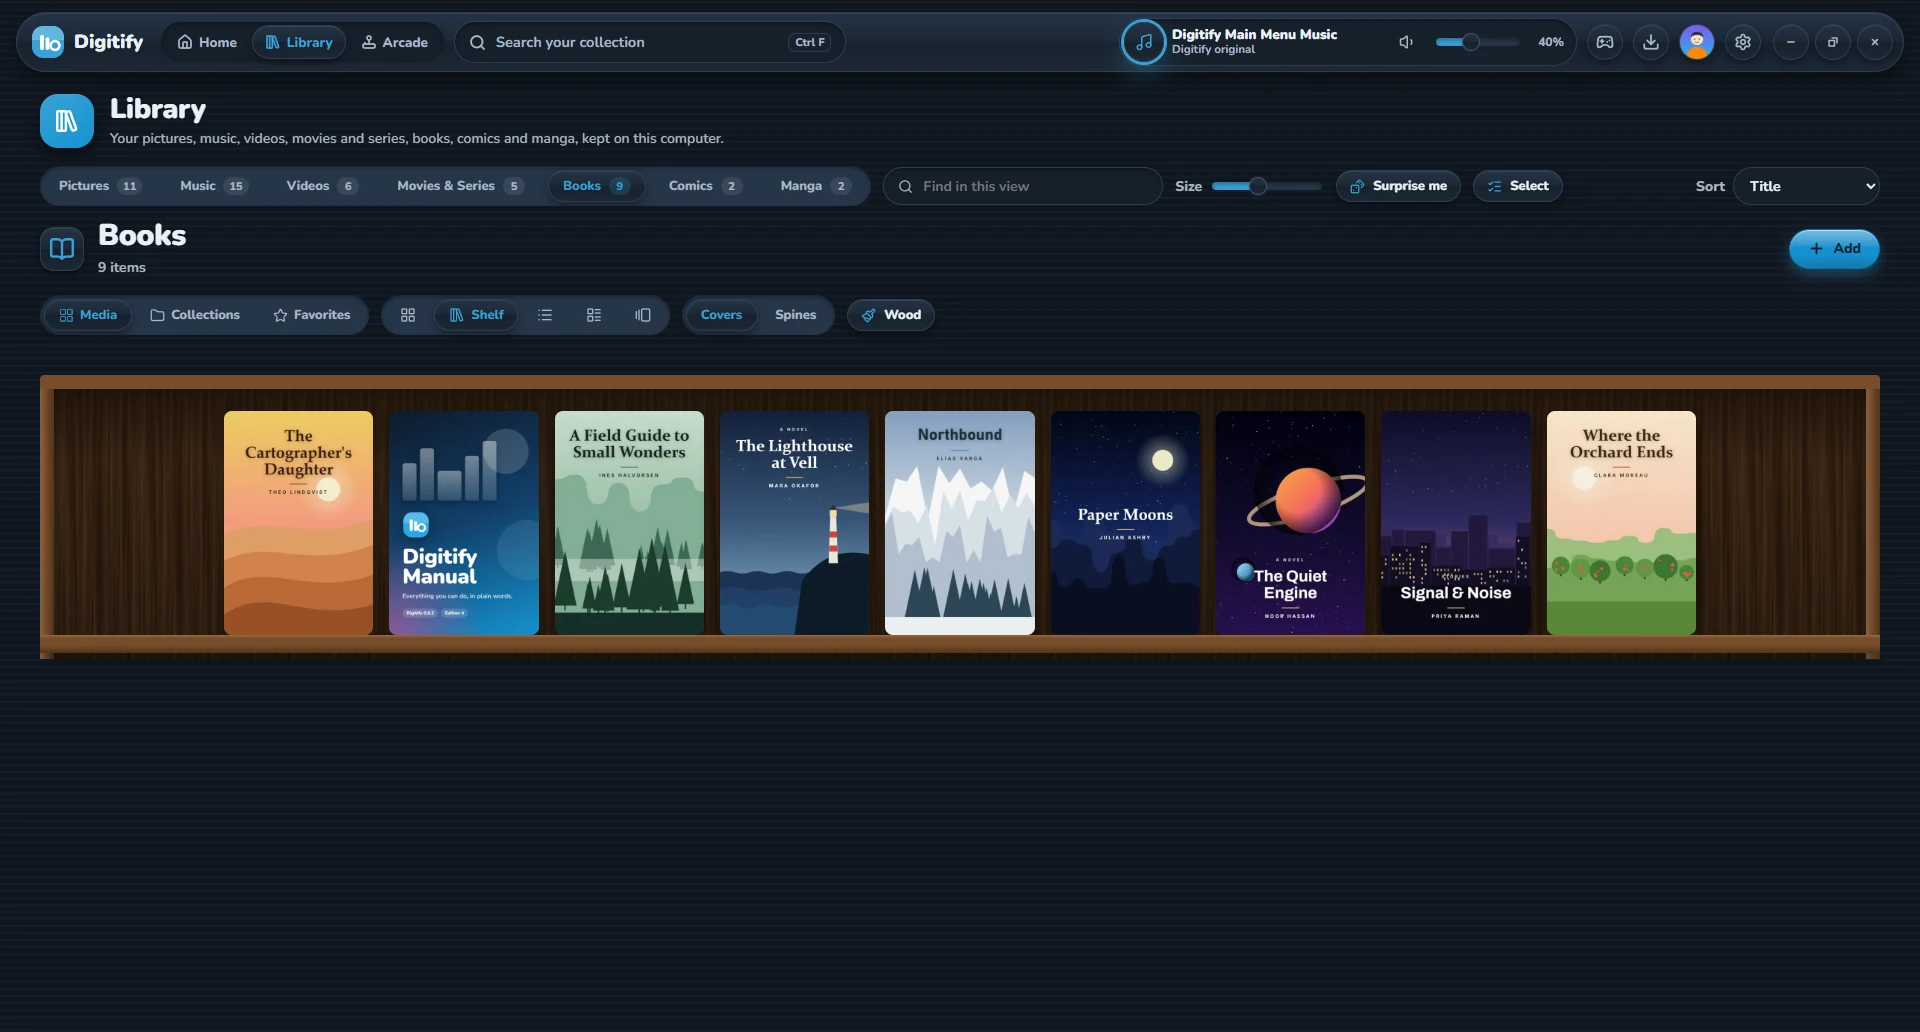 Digitify
Home
Library
Arcade
Search your collection
Ctrl F
Digitify Main Menu Music
Digitify original
40%
Library
Your pictures, music, videos, movies and series, books, comics and manga, kept on this computer.
Pictures 11
Music 15
Videos 6
Movies & Series 5
Books 9
Comics 2
Manga 2
Find in this view
Size
Surprise me
Select
Sort
Title
Books
9 items
Add
Media
Collections
Favorites
Shelf
Covers
Spines
Wood
The
Cartographer's
Daughter
THEO LINDQVIST
Digitify
Manual
Everything you can do, in plain words.
Edition 4
A Field Guide to
Small Wonders
INES HALVORSEN
A NOVEL
The Lighthouse
at Vell
MARA OKAFOR
Northbound
ELIAS VARGA
Paper Moons
JULIAN ASHBY
A NOVEL
The Quiet
Engine
NOOR HASSAN
Signal & Noise
PRIYA RAMAN
Where the
Orchard Ends
CLARA MOREAU